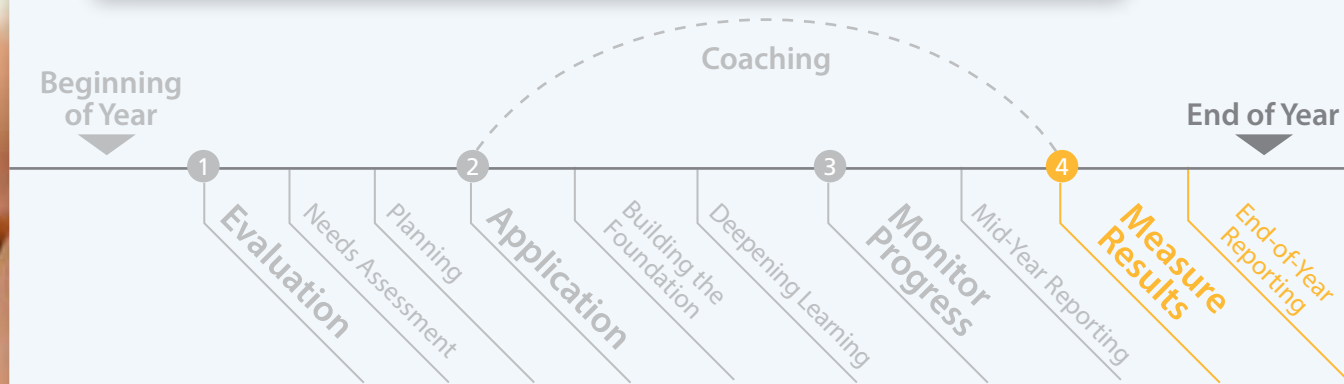 Coaching
Beginning
of Year
End of Year
1
2
3
4
Evaluation
Needs Assessment
Planning
Application
Building the
Foundation
Deepening Learning
Monitor
Progress
Mid-Year Reporting
Measure
Results
End-of-Year
Reporting